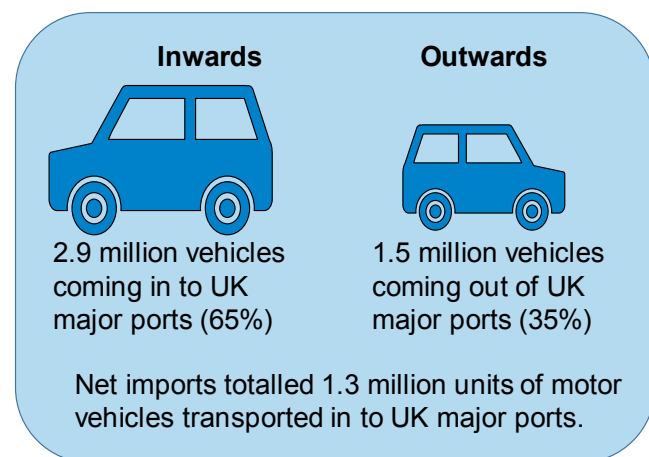 Inwards
Outwards
2.9 million vehicles
coming in to UK
major ports (65%)
1.5 million vehicles
coming out of UK
major ports (35%)
Net imports totalled 1.3 million units of motor
vehicles transported in to UK major ports.